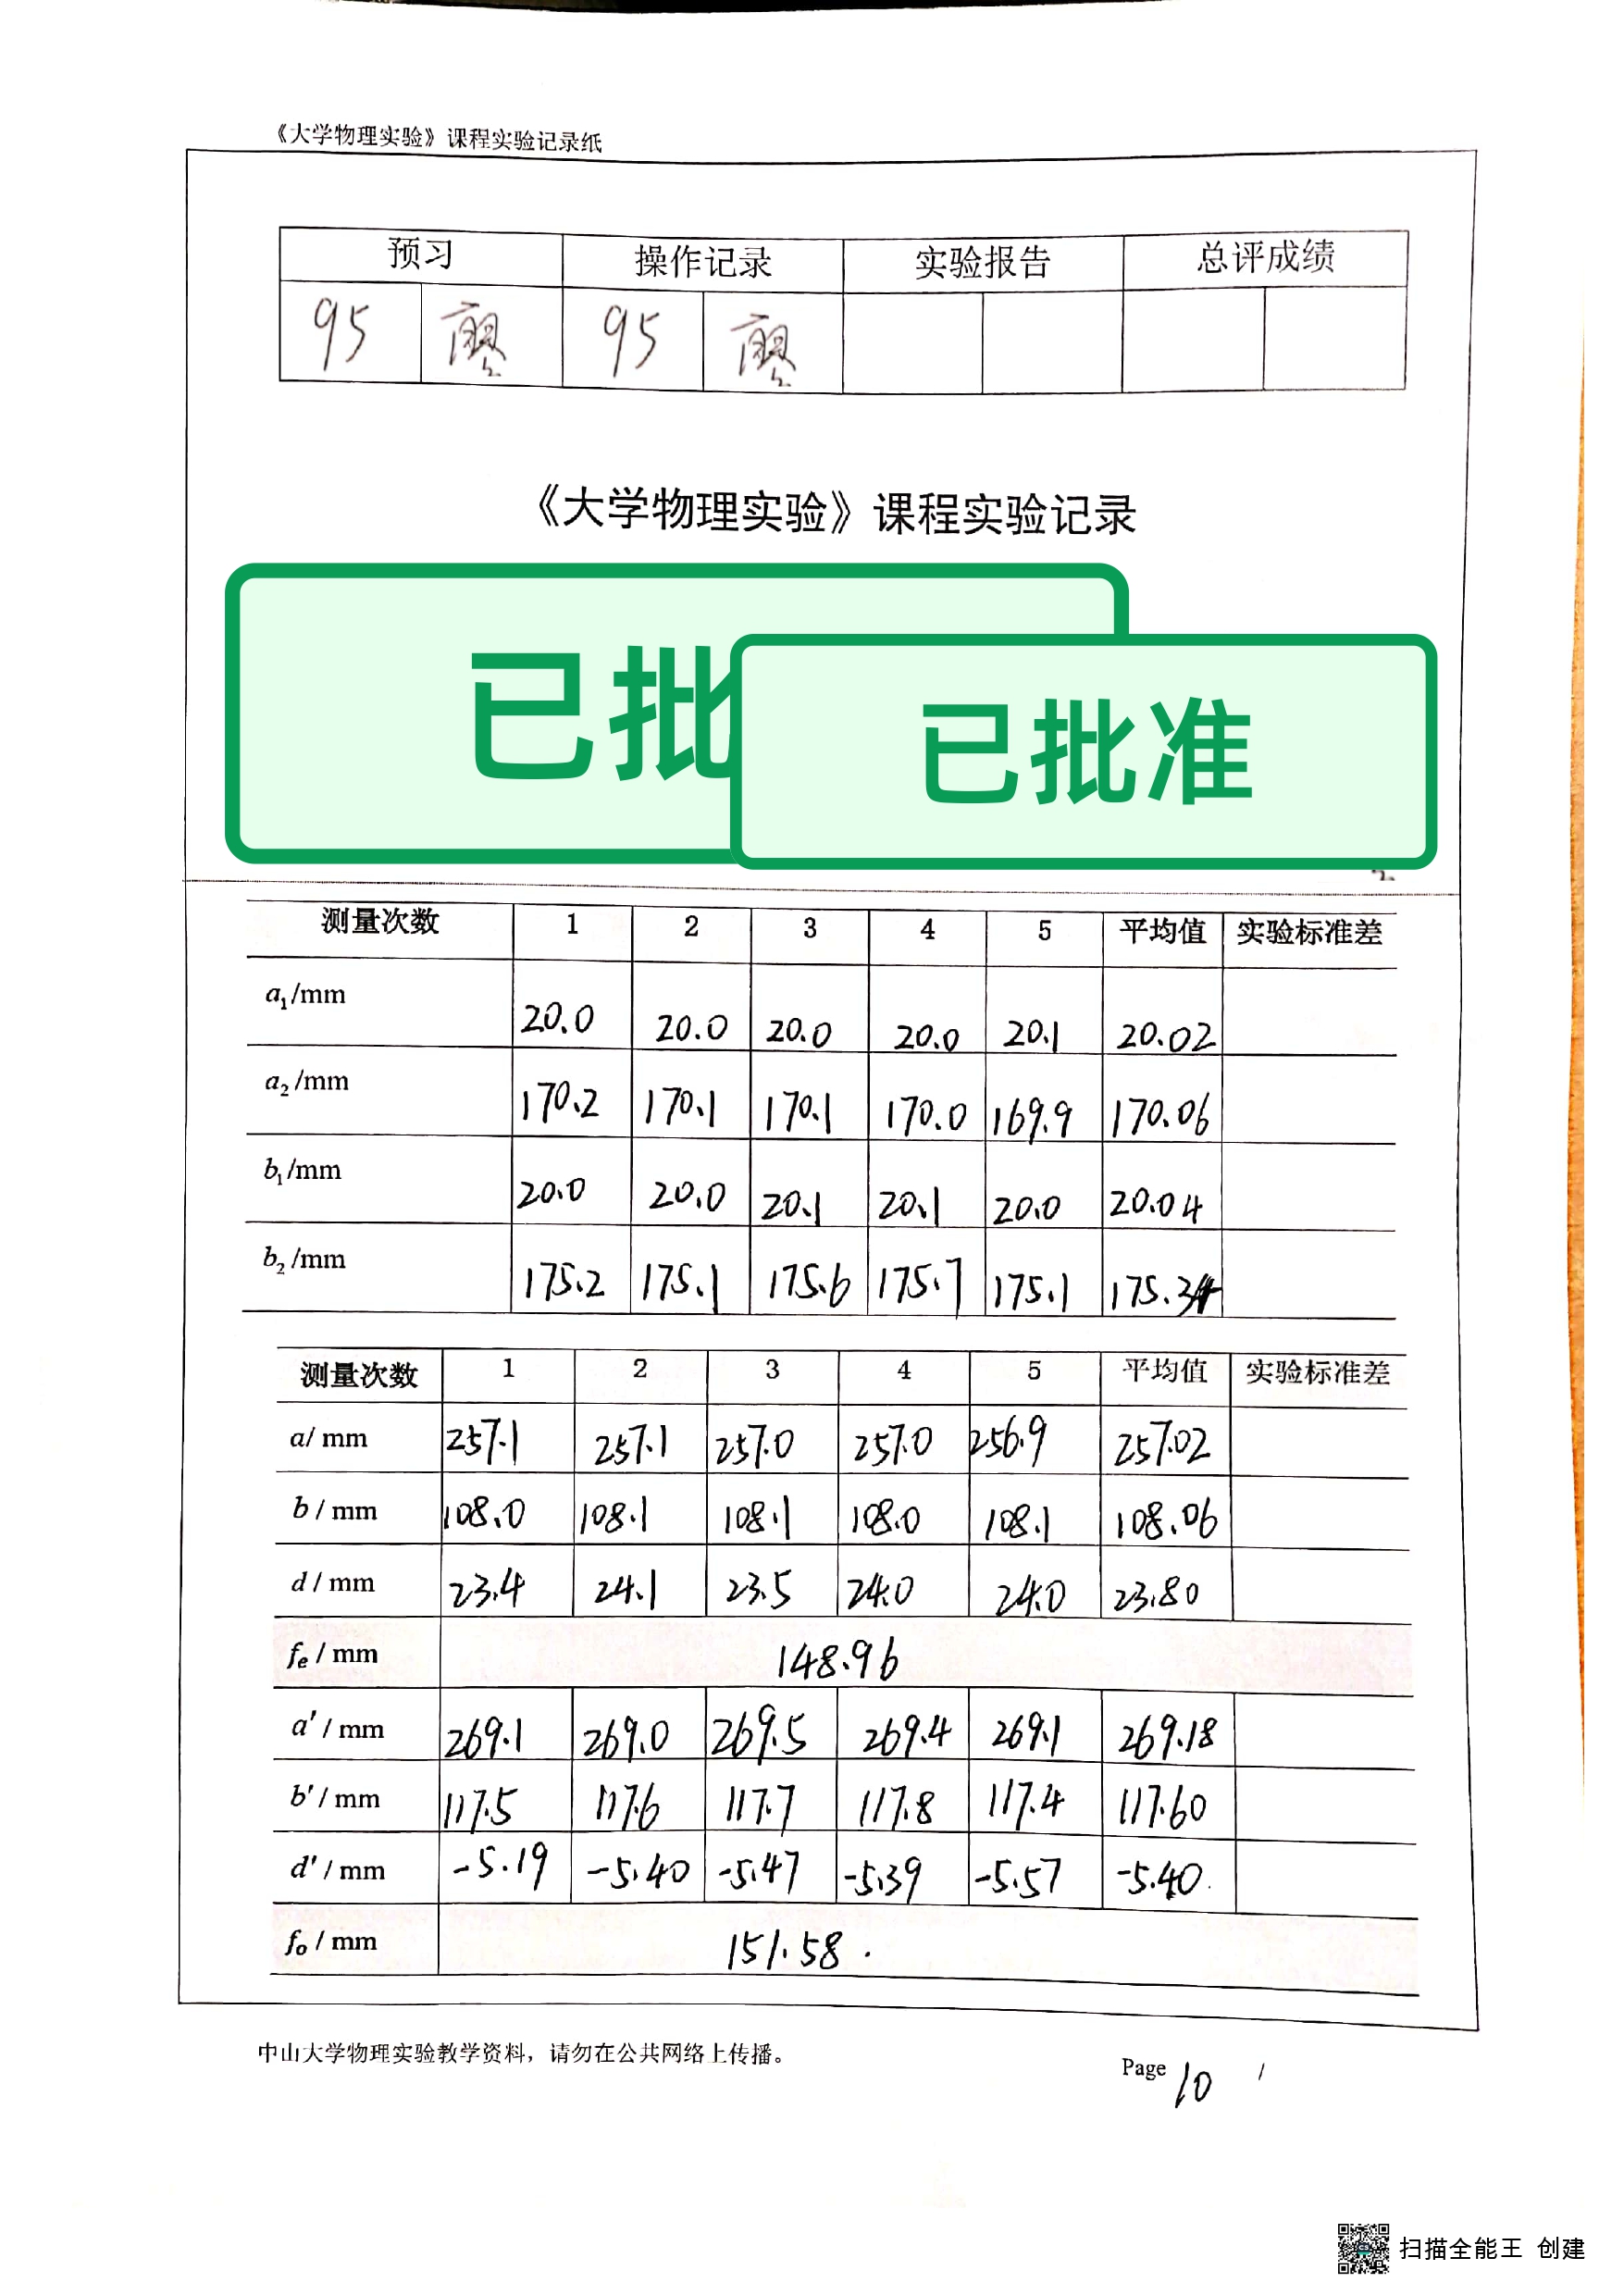 《大学物理实验》课程实验记录纸
预习 操作记录 实验报告 总评成绩
95 廖 95 廖
《大学物理实验》课程实验记录
已批
已批准
测量次数 1 2 3 4 5 平均值 实验标准差
a₁/mm 20.0 20.0 20.0 20.0 20.1 20.02
a₂/mm 170.2 170.1 170.1 170.0 169.9 170.06
b₁/mm 20.0 20.0 20.1 20.1 20.0 20.04
b₂/mm 175.2 175.1 175.6 175.7 175.1 175.34
测量次数 1 2 3 4 5 平均值 实验标准差
a/ mm 257.1 257.1 257.0 257.0 256.9 257.02
b / mm 108.0 108.1 108.1 108.0 108.1 108.06
d / mm 23.4 24.1 23.5 24.0 24.0 23.80
fe / mm 148.96
a' / mm 269.1 269.0 269.5 269.4 269.1 269.18
b' / mm 117.5 117.6 117.7 117.8 117.4 117.60
d' / mm -5.19 -5.40 -5.47 -5.39 -5.57 -5.40.
fo / mm 151.58.
中山大学物理实验教学资料，请勿在公共网络上传播。
Page 10 /
扫描全能王 创建